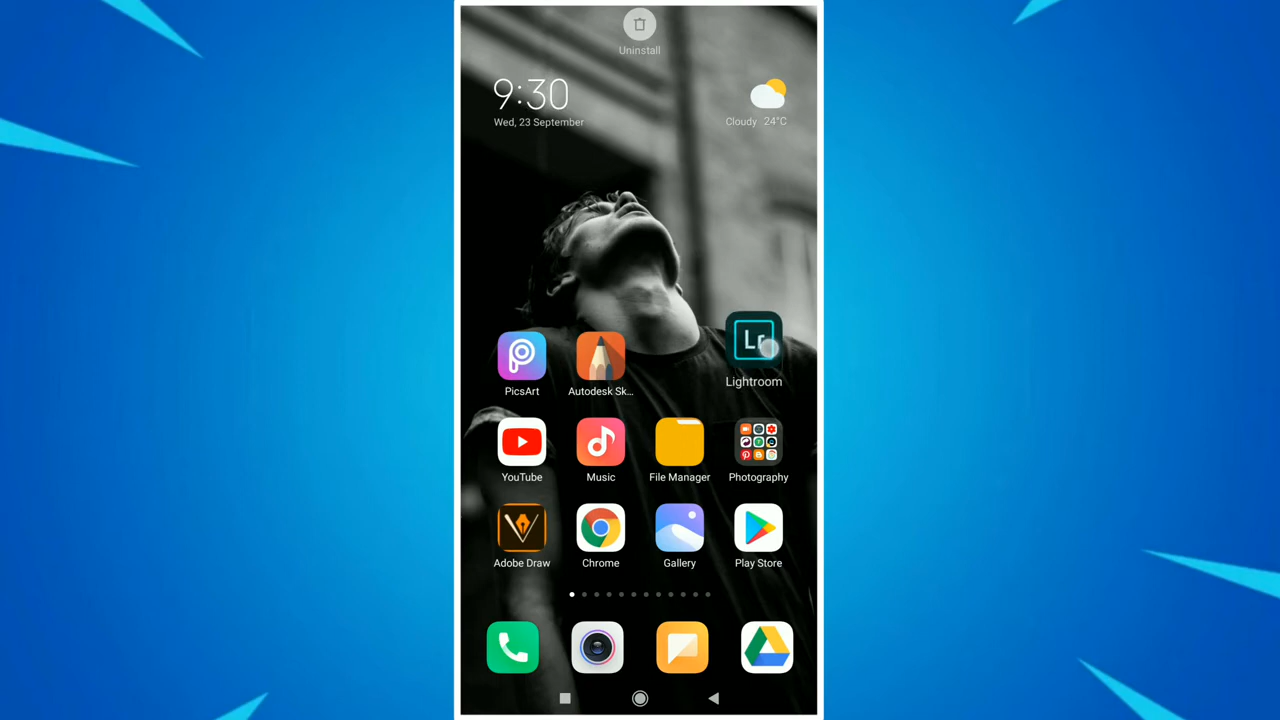 Uninstall
9:30
Wed, 23 September
Cloudy 24°C
Lr
PicsArt
Autodesk Sk...
Lightroom
YouTube
Music
File Manager
Photography
Adobe Draw
Chrome
Gallery
Play Store